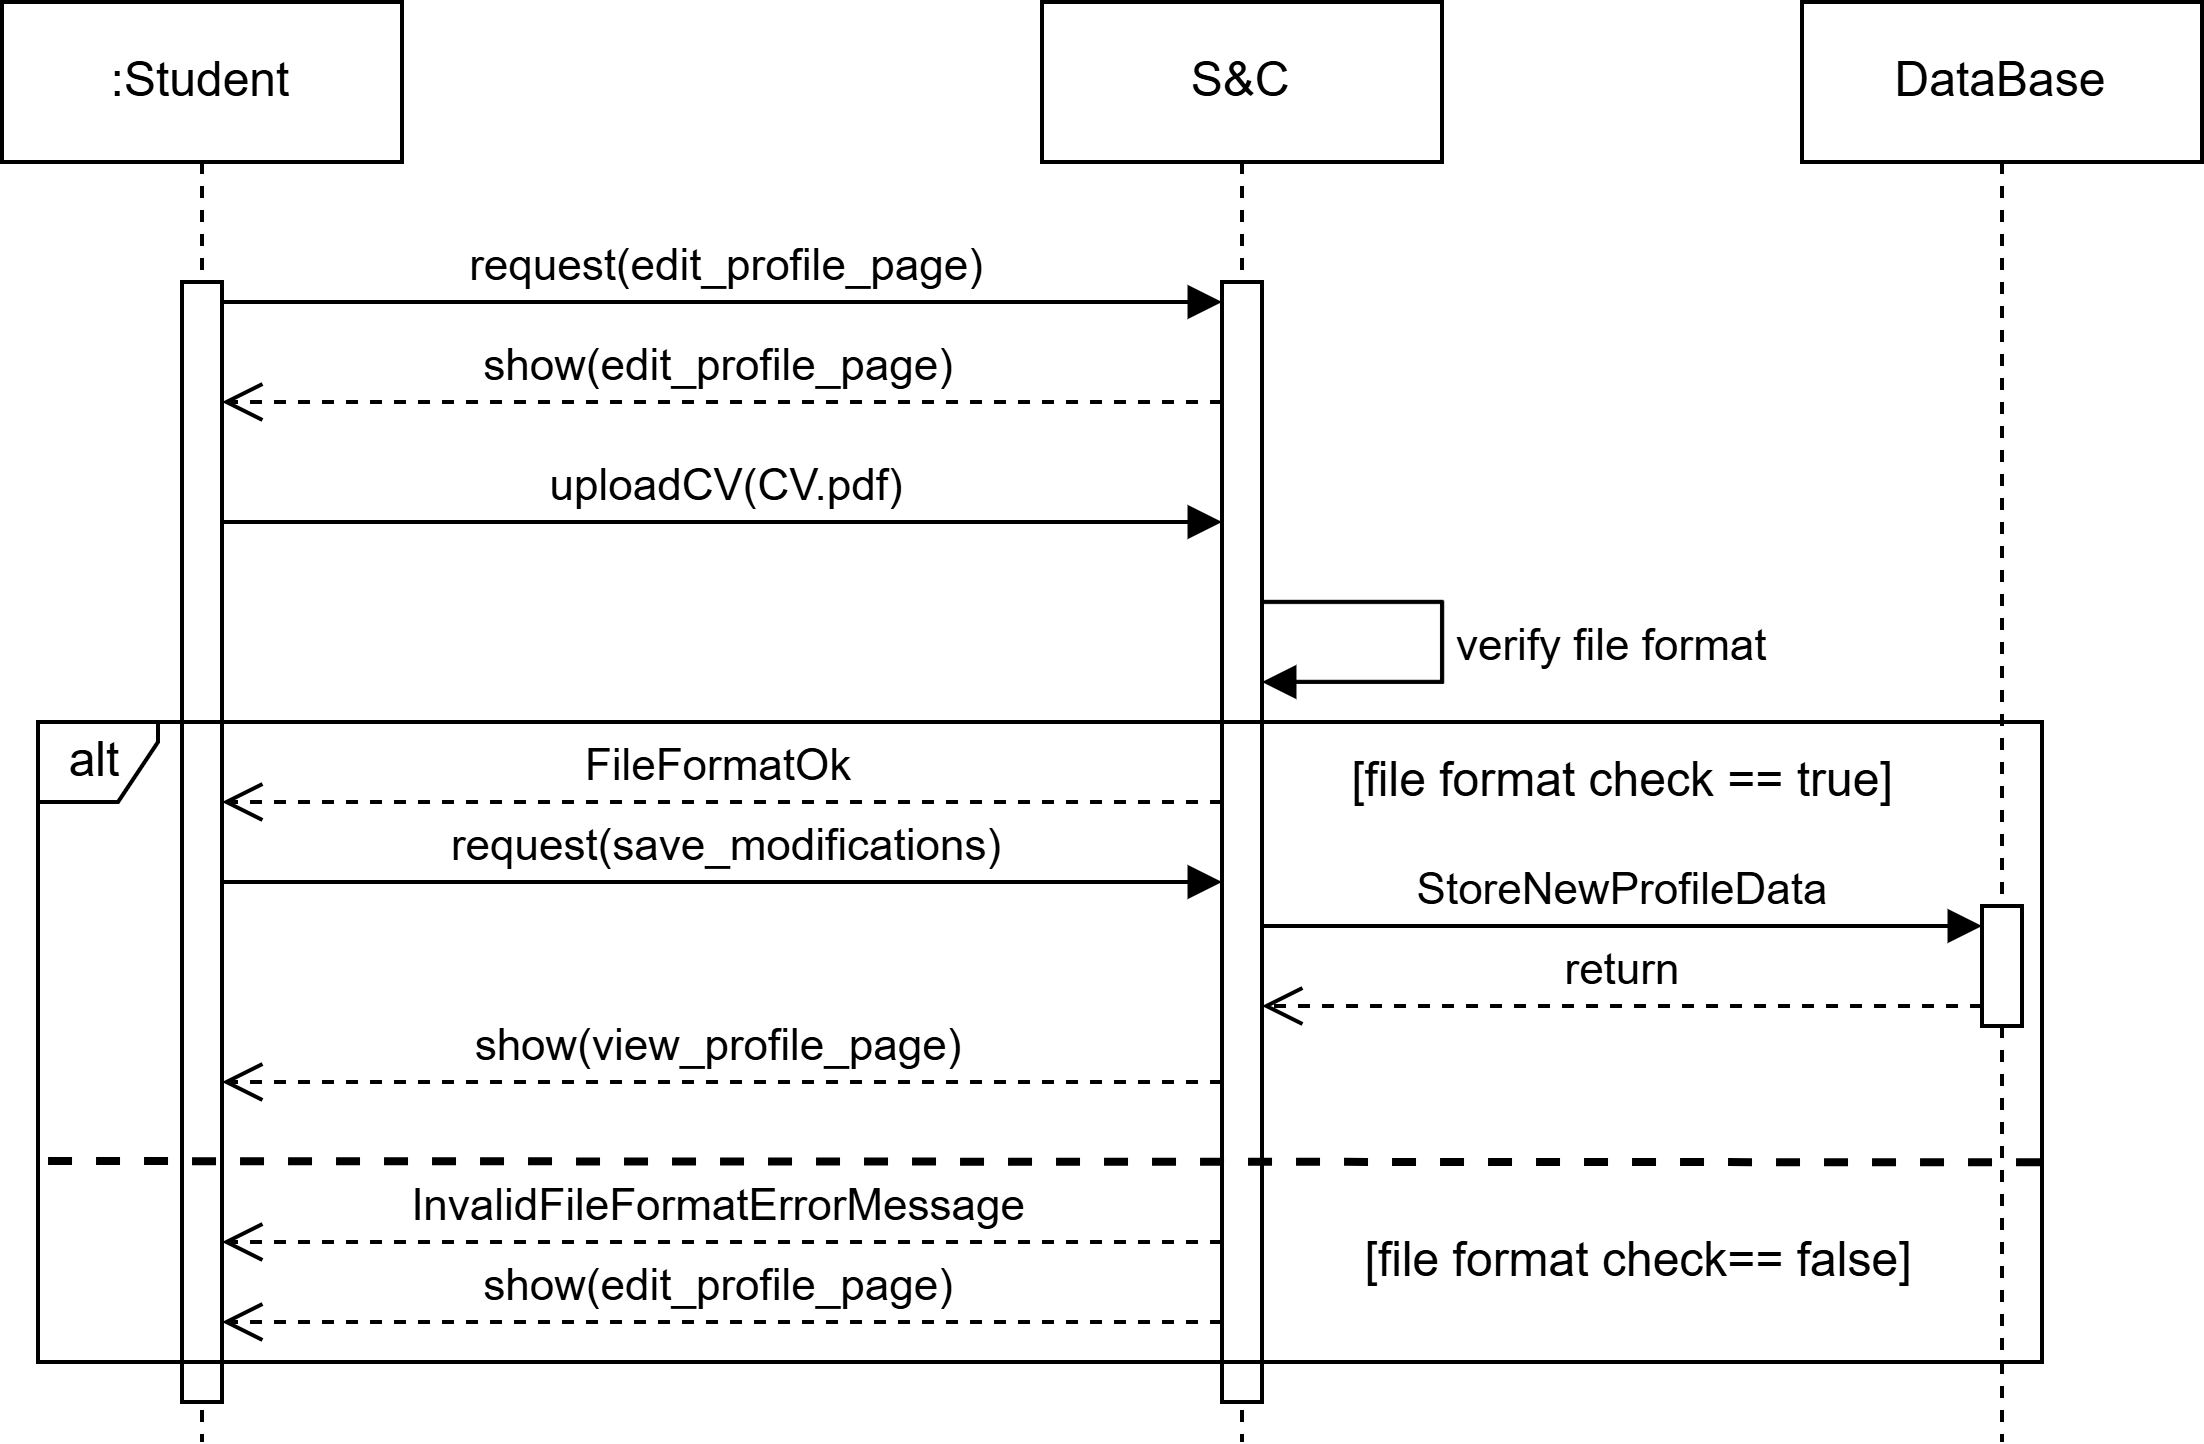 :Student
S&C
DataBase
request(edit_profile_page)
show(edit_profile_page)
uploadCV(CV.pdf)
verify file format
alt
FileFormatOk
[file format check == true]
request(save_modifications)
StoreNewProfileData
return
show(view_profile_page)
InvalidFileFormatErrorMessage
[file format check== false]
show(edit_profile_page)